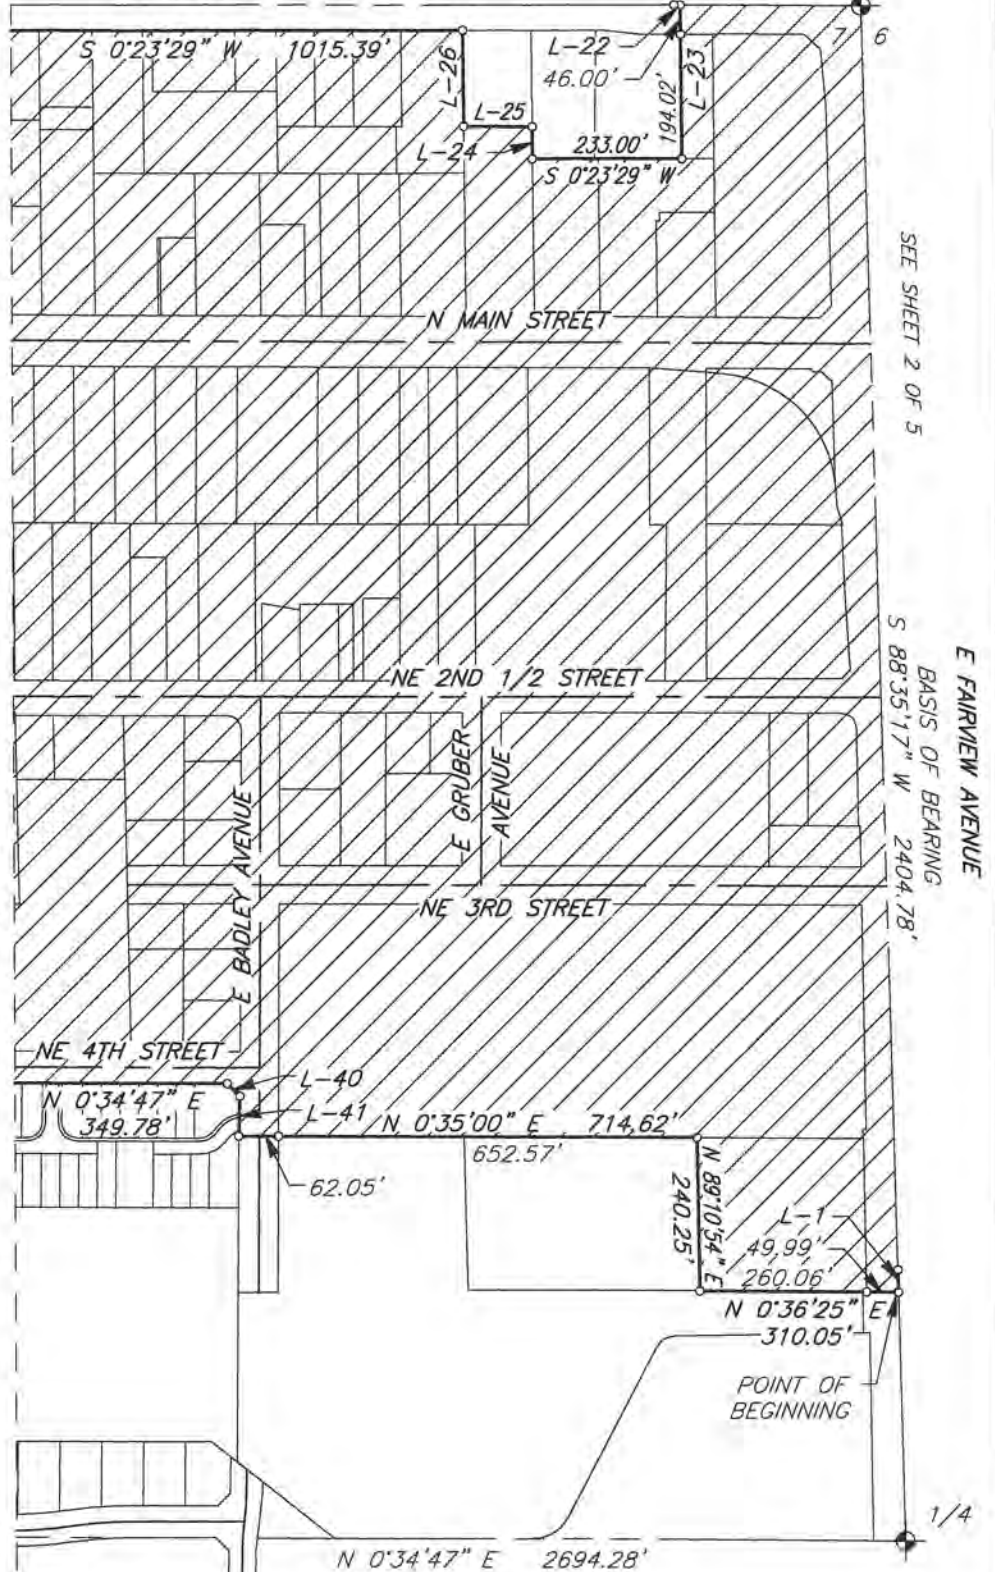 7 6
S 0°23'29" W 1015.39'
L-26
L-22
46.00'
L-23
194.02'
L-25
L-24
233.00'
S 0°23'29" W
SEE SHEET 2 OF 5
N MAIN STREET
E FAIRVIEW AVENUE
BASIS OF BEARING
S 88°35'17" W 2404.78'
NE 2ND 1/2 STREET
E GRUBER
AVENUE
E BADLEY AVENUE
NE 3RD STREET
NE 4TH STREET
L-40
N 0°34'47" E
349.78'
L-41
N 0°35'00" E 714.62'
652.57'
62.05'
N 89°10'54" E
240.25'
L-1
49.99'
260.06'
N 0°36'25" E
310.05'
POINT OF
BEGINNING
1/4
N 0°34'47" E 2694.28'